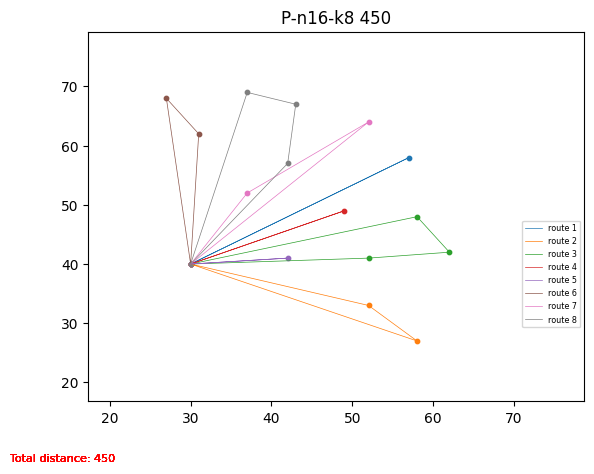 P-n16-k8 450
70
60
50
40
30
20
route 1
route 2
route 3
route 4
route 5
route 6
route 7
route 8
20 30 40 50 60 70
Total distance: 450